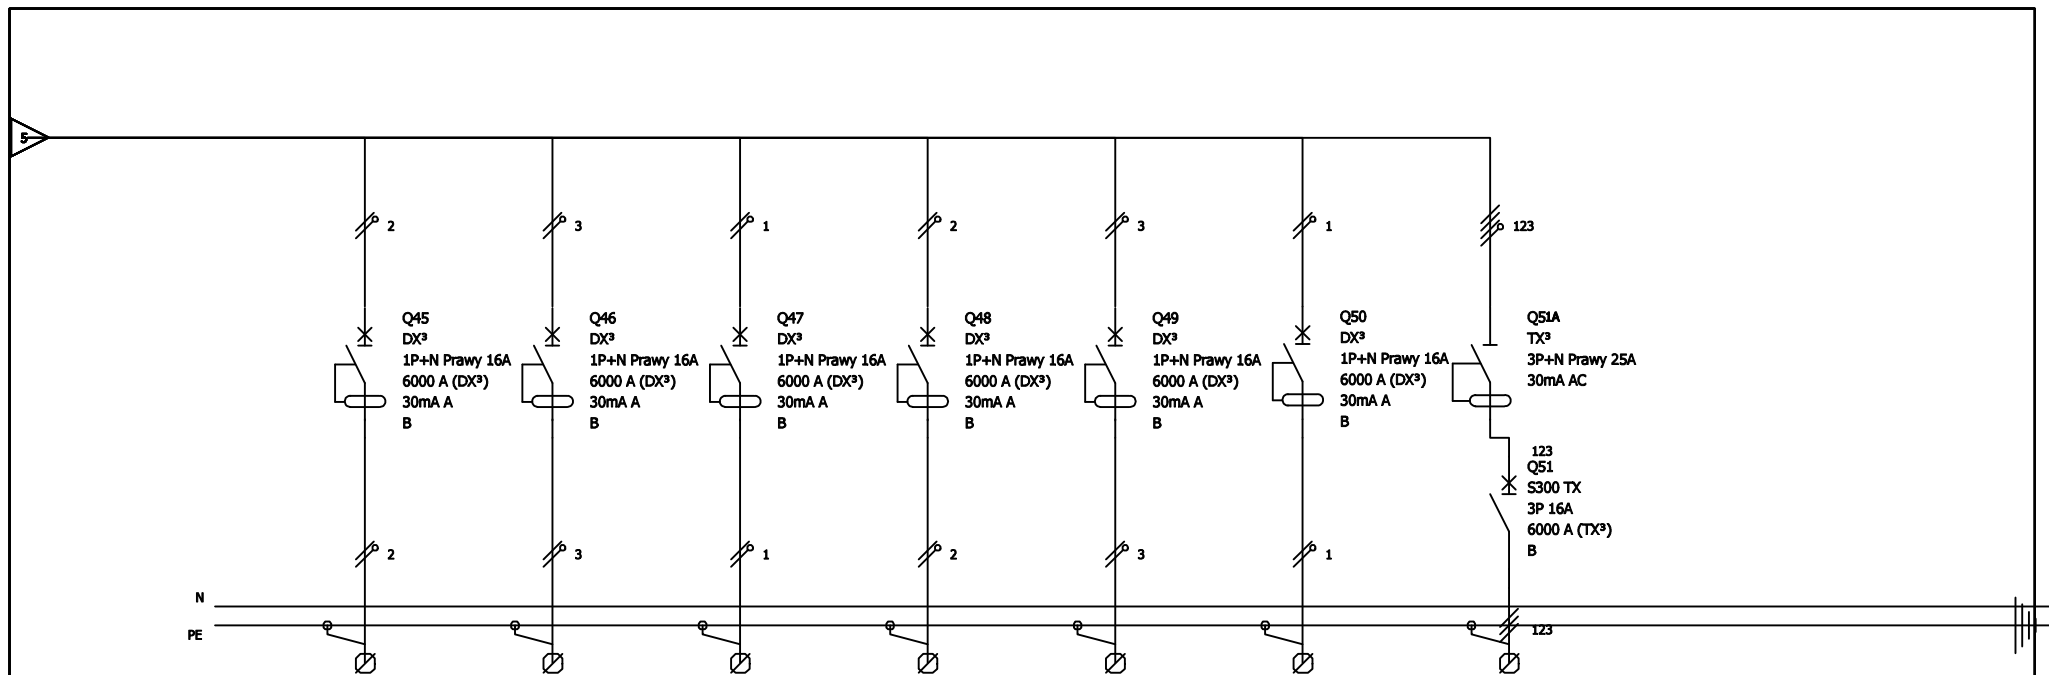 5
2
3
1
2
3
1
123
Q45
DX³
1P+N Prawy 16A
6000 A (DX³)
30mA A
B
Q46
DX³
1P+N Prawy 16A
6000 A (DX³)
30mA A
B
Q47
DX³
1P+N Prawy 16A
6000 A (DX³)
30mA A
B
Q48
DX³
1P+N Prawy 16A
6000 A (DX³)
30mA A
B
Q49
DX³
1P+N Prawy 16A
6000 A (DX³)
30mA A
B
Q50
DX³
1P+N Prawy 16A
6000 A (DX³)
30mA A
B
Q51A
TX³
3P+N Prawy 25A
30mA AC
123
Q51
S300 TX
3P 16A
6000 A (TX³)
B
2
3
1
2
3
1
N
PE
123